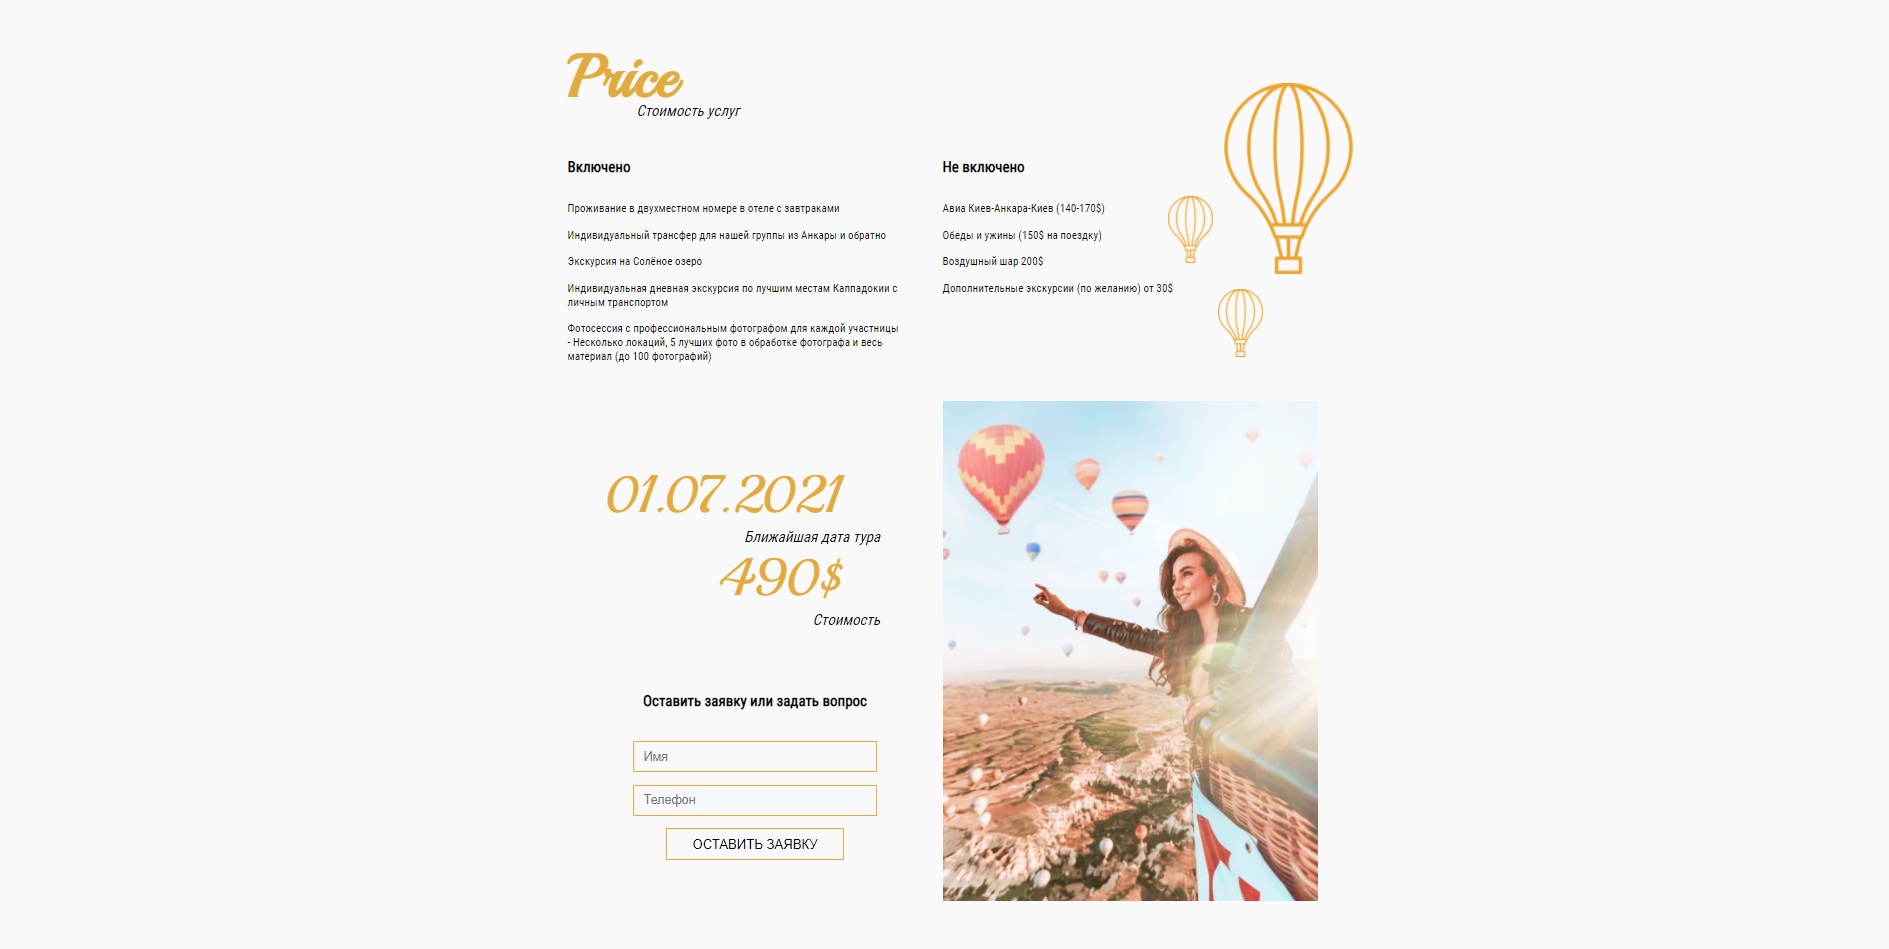 Price
Стоимость услуг
Включено
Проживание в двухместном номере в отеле с завтраками
Индивидуальный трансфер для нашей группы из Анкары и обратно
Экскурсия на Солёное озеро
Индивидуальная дневная экскурсия по лучшим местам Каппадокии с
личным транспортом
Фотосессия с профессиональным фотографом для каждой участницы
- Несколько локаций, 5 лучших фото в обработке фотографа и весь
материал (до 100 фотографий)
Не включено
Авиа Киев-Анкара-Киев (140-170$)
Обеды и ужины (150$ на поездку)
Воздушный шар 200$
Дополнительные экскурсии (по желанию) от 30$
01.07.2021
Ближайшая дата тура
490$
Стоимость
Оставить заявку или задать вопрос
Имя
Телефон
ОСТАВИТЬ ЗАЯВКУ